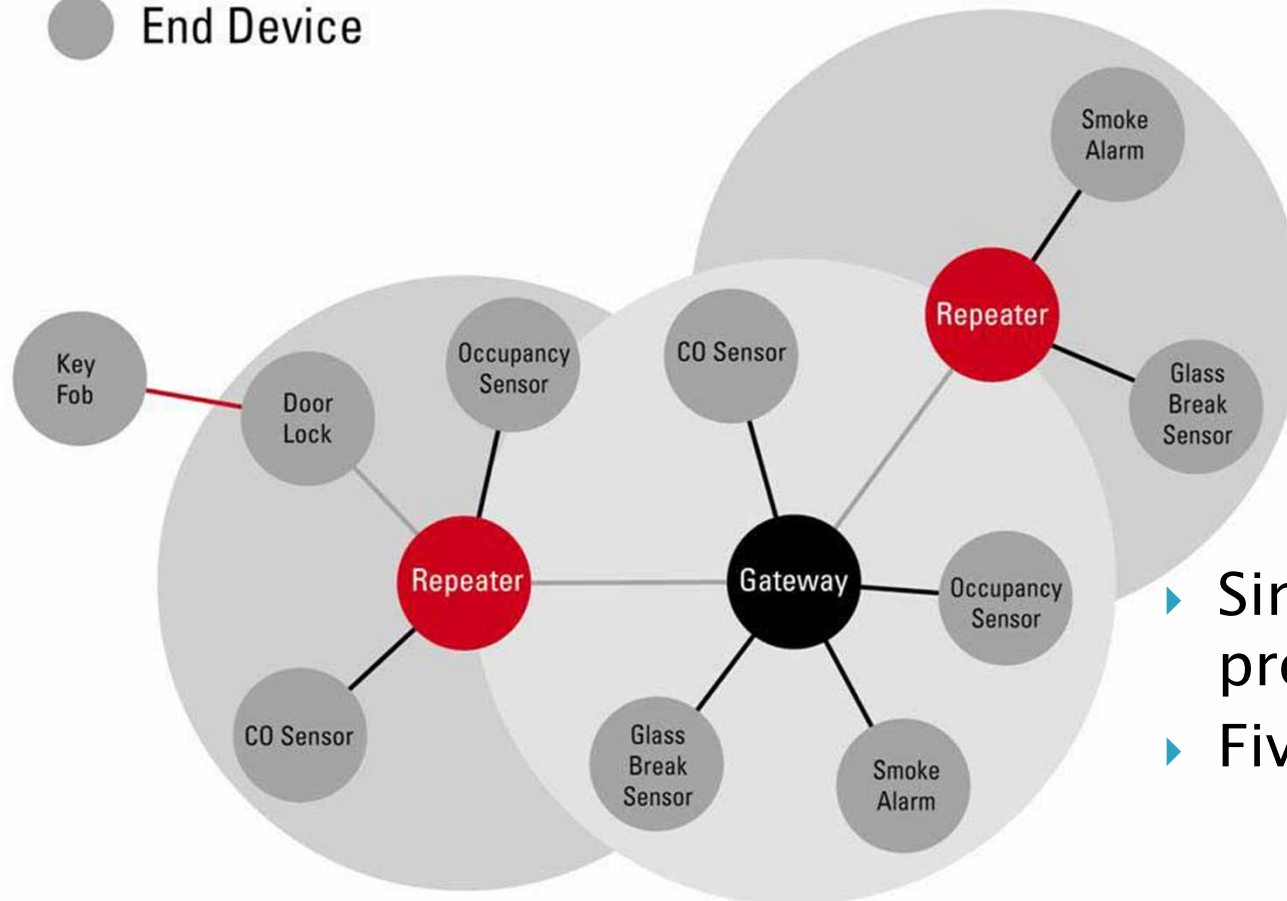 End Device
Smoke
Alarm
Repeater
CO Sensor
Occupancy
Sensor
Key
Fob
Door
Lock
Glass
Break
Sensor
Repeater
Gateway
Occupancy
Sensor
CO Sensor
Glass
Break
Sensor
Smoke
Alarm
Fiv